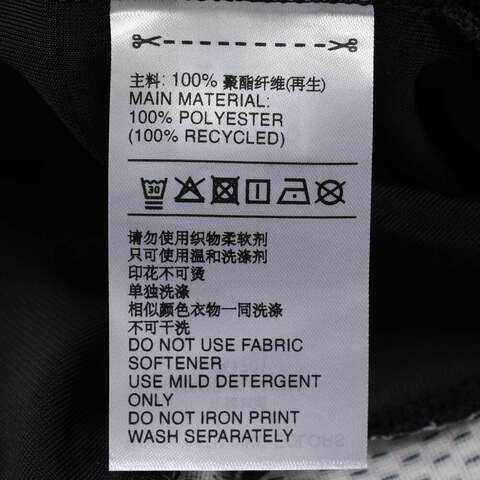 主料: 100% 聚酯纤维(再生)
MAIN MATERIAL:
100% POLYESTER
(100% RECYCLED)
30
请勿使用织物柔软剂
只可使用温和洗涤剂
印花不可烫
单独洗涤
相似颜色衣物一同洗涤
不可干洗
DO NOT USE FABRIC
SOFTENER
USE MILD DETERGENT
ONLY
DO NOT IRON PRINT
WASH SEPARATELY